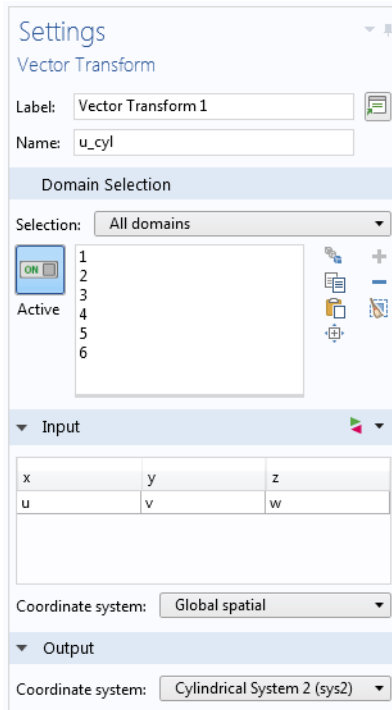 Settings
Vector Transform
Label: Vector Transform 1
Name: u_cyl
Domain Selection
Selection: All domains
ON
Active
1
2
3
4
5
6
Input
x y z
u v w
Coordinate system: Global spatial
Output
Coordinate system: Cylindrical System 2 (sys2)